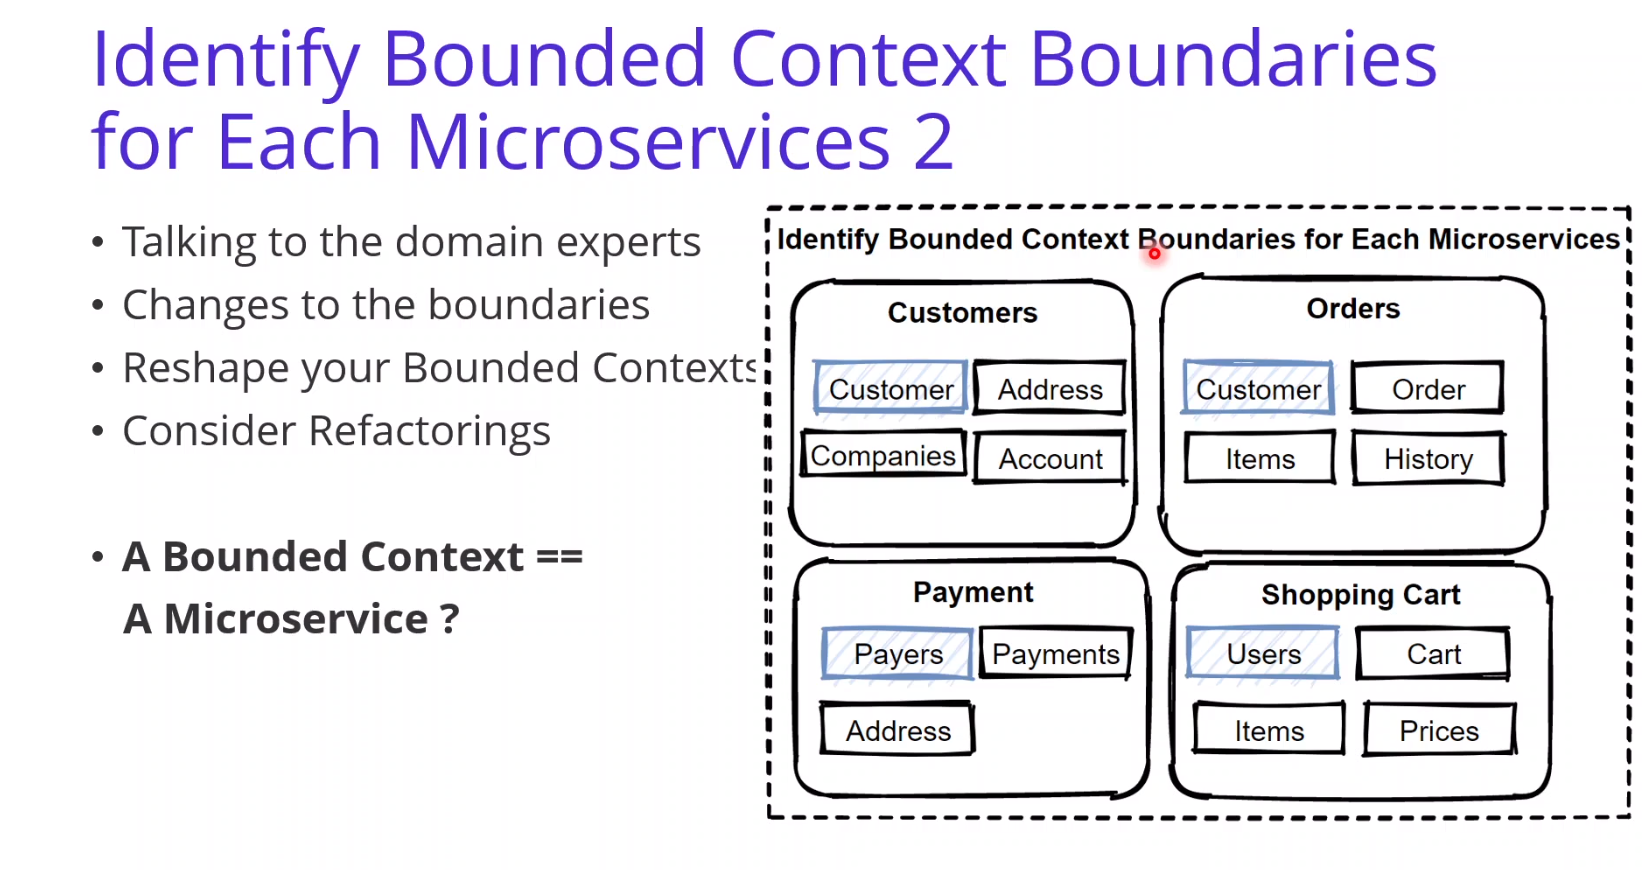 Identify Bounded Context Boundaries
for Each Microservices 2
• Talking to the domain experts
• Changes to the boundaries
• Reshape your Bounded Contexts
• Consider Refactorings
• A Bounded Context ==
A Microservice ?
Identify Bounded Context Boundaries for Each Microservices
Customers
Customer
Address
Companies
Account
Orders
Customer
Order
Items
History
Payment
Payers
Payments
Address
Shopping Cart
Users
Cart
Items
Prices